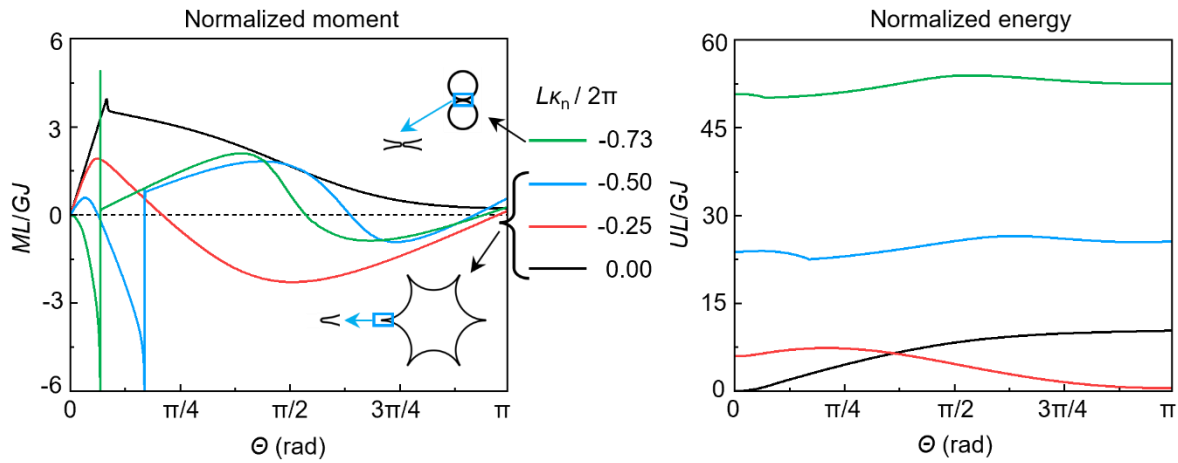 Normalized moment
ML/GJ
6
3
0
-3
-6
0
π/4
π/2
3π/4
π
Θ (rad)
Lκn / 2π
-0.73
-0.50
-0.25
0.00
Normalized energy
UL/GJ
60
45
30
15
0
0
π/4
π/2
3π/4
π
Θ (rad)